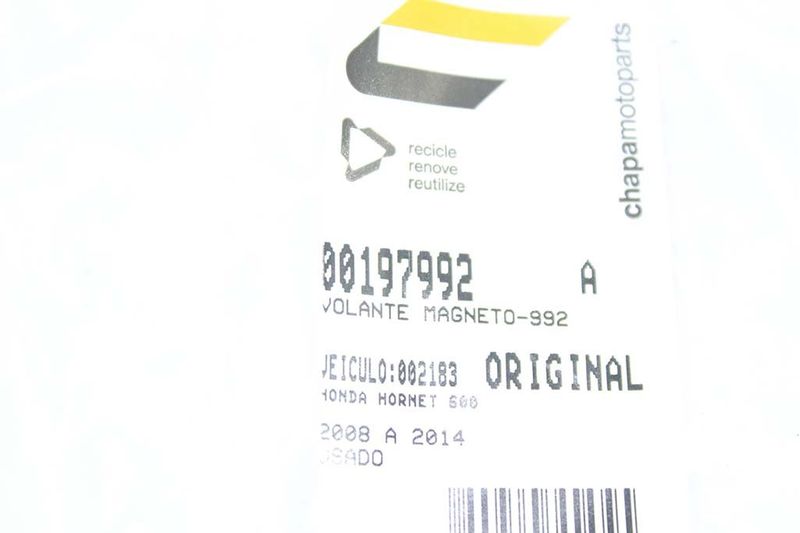 chapamotoparts
recicle
renove
reutilize
00197992 A
VOLANTE MAGNETO-992
VEICULO:002183 ORIGINAL
HONDA HORNET 600
2008 A 2014
USADO